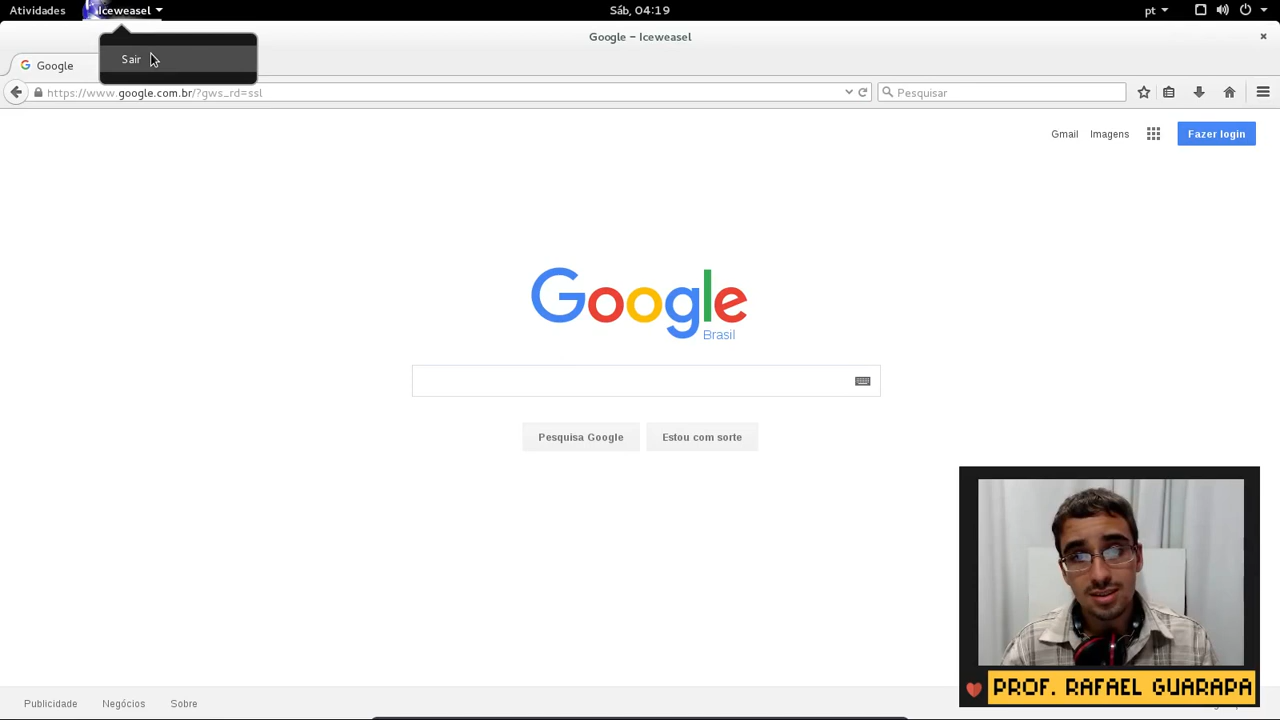 Atividades
Iceweasel
Sáb, 04:19
pt
Google – Iceweasel
Sair
Google
https://www.google.com.br/?gws_rd=ssl
Pesquisar
Gmail
Imagens
Fazer login
Google
Brasil
Pesquisa Google
Estou com sorte
PROF. RAFAEL GUARAPA
Publicidade
Negócios
Sobre